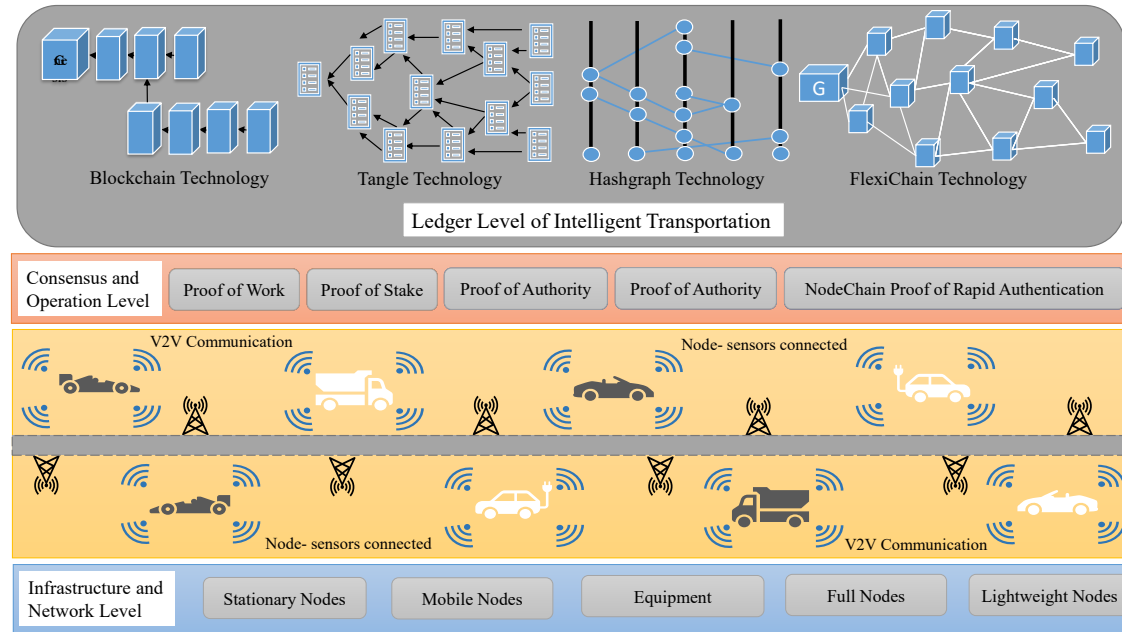 G
Blockchain Technology
Tangle Technology
Hashgraph Technology
FlexiChain Technology
Ledger Level of Intelligent Transportation
Consensus and
Operation Level
Proof of Work
Proof of Stake
Proof of Authority
Proof of Authority
NodeChain Proof of Rapid Authentication
V2V Communication
Node- sensors connected
Node- sensors connected
V2V Communication
Infrastructure and
Network Level
Stationary Nodes
Mobile Nodes
Equipment
Full Nodes
Lightweight Nodes